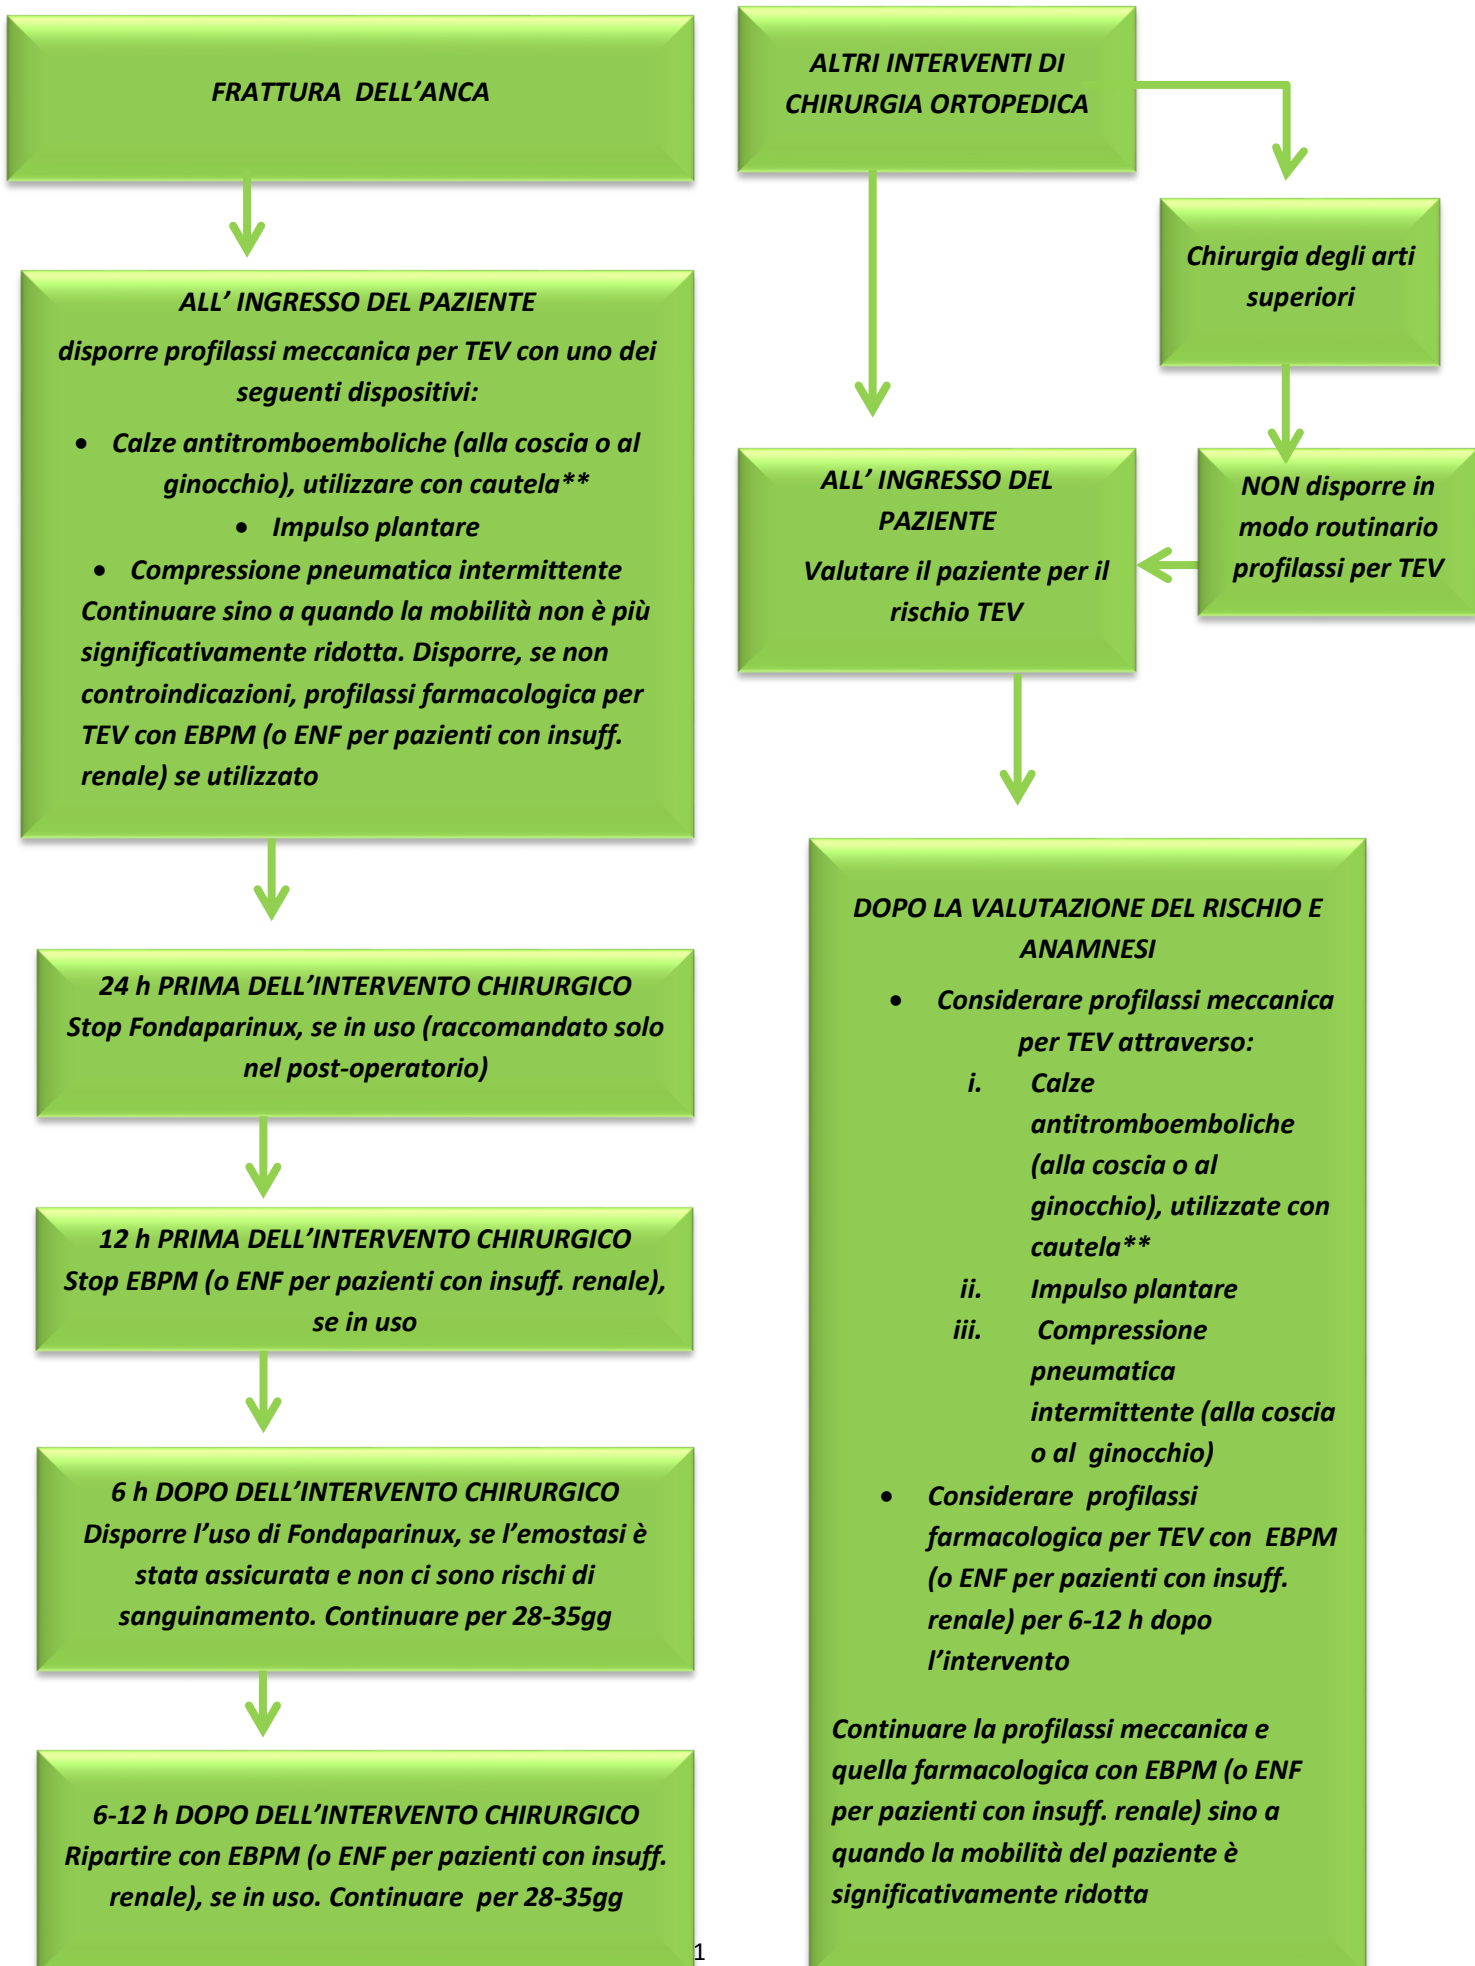 FRATTURA DELL’ANCA
ALL’ INGRESSO DEL PAZIENTE
disporre profilassi meccanica per TEV con uno dei
seguenti dispositivi:
• Calze antitromboemboliche (alla coscia o al
ginocchio), utilizzare con cautela**
• Impulso plantare
• Compressione pneumatica intermittente
Continuare sino a quando la mobilità non è più
significativamente ridotta. Disporre, se non
controindicazioni, profilassi farmacologica per
TEV con EBPM (o ENF per pazienti con insuff.
renale) se utilizzato
24 h PRIMA DELL’INTERVENTO CHIRURGICO
Stop Fondaparinux, se in uso (raccomandato solo
nel post-operatorio)
12 h PRIMA DELL’INTERVENTO CHIRURGICO
Stop EBPM (o ENF per pazienti con insuff. renale),
se in uso
6 h DOPO DELL’INTERVENTO CHIRURGICO
Disporre l’uso di Fondaparinux, se l’emostasi è
stata assicurata e non ci sono rischi di
sanguinamento. Continuare per 28-35gg
6-12 h DOPO DELL’INTERVENTO CHIRURGICO
Ripartire con EBPM (o ENF per pazienti con insuff.
renale), se in uso. Continuare per 28-35gg
ALTRI INTERVENTI DI
CHIRURGIA ORTOPEDICA
Chirurgia degli arti
superiori
NON disporre in
modo routinario
profilassi per TEV
ALL’ INGRESSO DEL
PAZIENTE
Valutare il paziente per il
rischio TEV
DOPO LA VALUTAZIONE DEL RISCHIO E
ANAMNESI
• Considerare profilassi meccanica
per TEV attraverso:
i. Calze
antitromboemboliche
(alla coscia o al
ginocchio), utilizzate con
cautela**
ii. Impulso plantare
iii. Compressione
pneumatica
intermittente (alla coscia
o al ginocchio)
• Considerare profilassi
farmacologica per TEV con EBPM
(o ENF per pazienti con insuff.
renale) per 6-12 h dopo
l’intervento
Continuare la profilassi meccanica e
quella farmacologica con EBPM (o ENF
per pazienti con insuff. renale) sino a
quando la mobilità del paziente è
significativamente ridotta
1